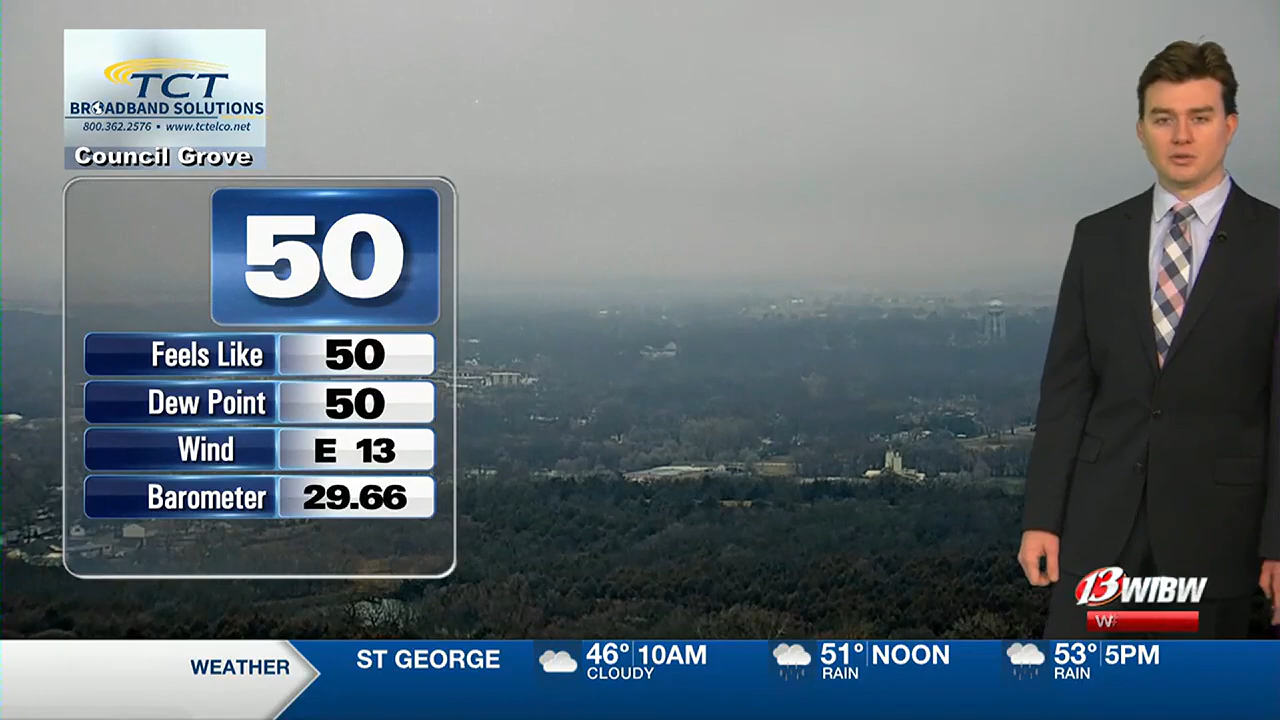 TCT
BROADBAND SOLUTIONS
800.362.2576 • www.tctelco.net
Council Grove
50
Feels Like 50
Dew Point 50
Wind E 13
Barometer 29.66
13 WIBW
W
WEATHER
ST GEORGE
46° 10AM
CLOUDY
51° NOON
RAIN
53° 5PM
RAIN